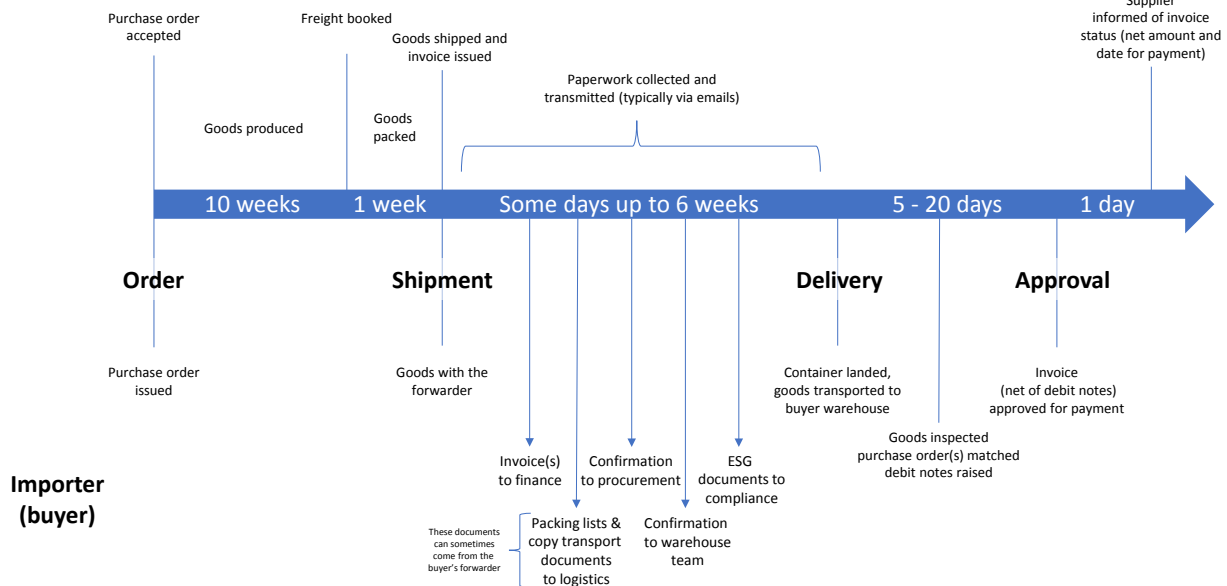 Supplier
informed of invoice
status (net amount and
date for payment)
Purchase order
accepted
Freight booked
Goods shipped and
invoice issued
Paperwork collected and
transmitted (typically via emails)
Goods produced
Goods
packed
10 weeks
1 week
Some days up to 6 weeks
5 - 20 days
1 day
Order
Shipment
Delivery
Approval
Purchase order
issued
Goods with the
forwarder
Container landed,
goods transported to
buyer warehouse
Invoice
(net of debit notes)
approved for payment
Goods inspected
purchase order(s) matched
debit notes raised
Invoice(s)
to finance
Confirmation
to procurement
ESG
documents to
compliance
Importer
(buyer)
These documents
can sometimes
come from the
buyer's forwarder
Packing lists &
copy transport
documents
to logistics
Confirmation
to warehouse
team